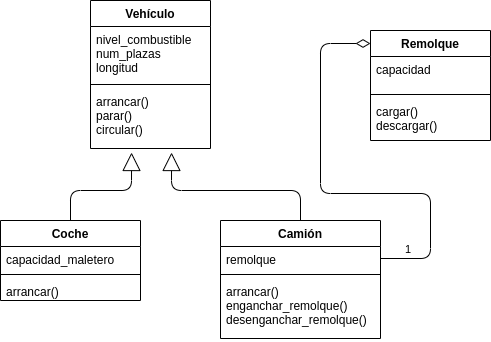 Vehículo
nivel_combustible
num_plazas
longitud
arrancar()
parar()
circular()
Remolque
capacidad
cargar()
descargar()
Coche
capacidad_maletero
arrancar()
Camión
remolque
arrancar()
enganchar_remolque()
desenganchar_remolque()
1